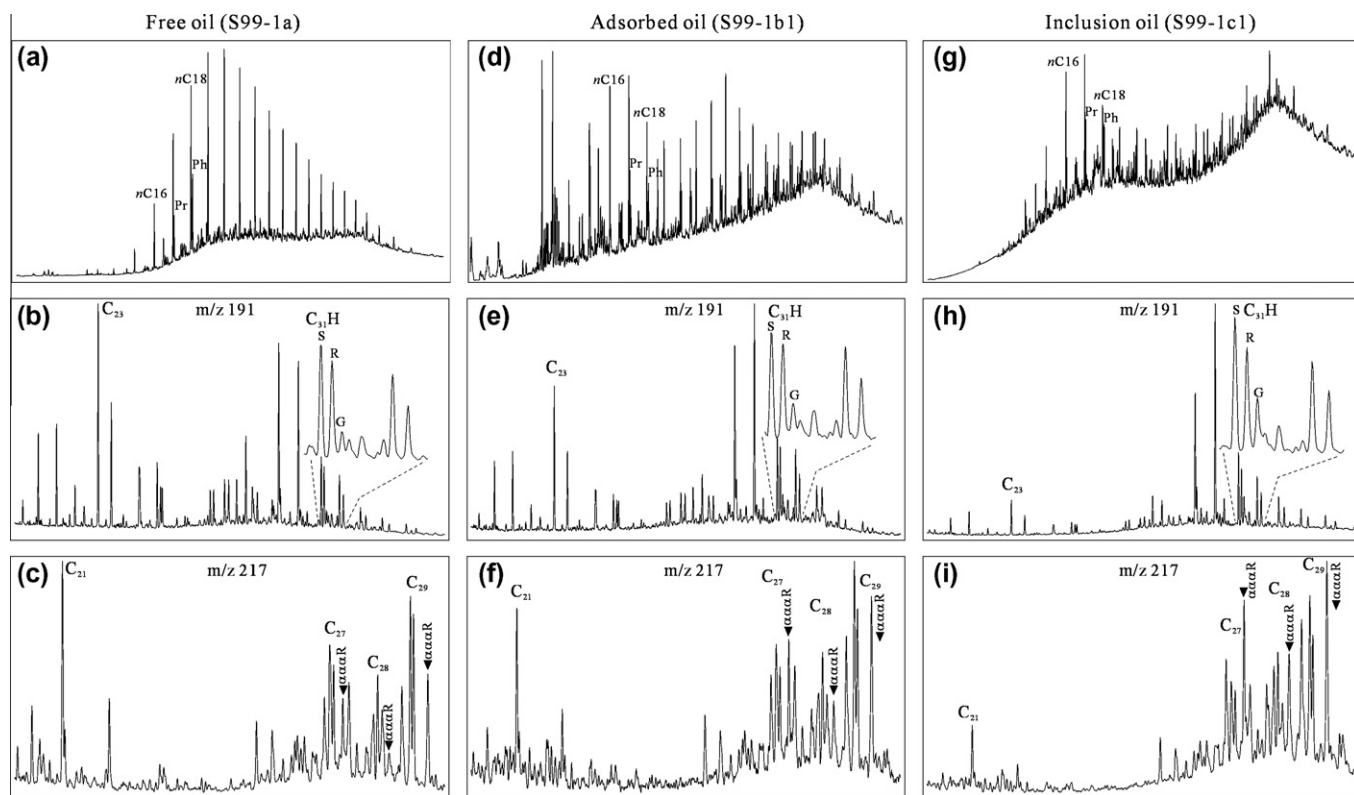 Free oil (S99-1a)
Adsorbed oil (S99-1b1)
Inclusion oil (S99-1c1)
(a)
nC16
Pr
nC18
Ph
(d)
nC16
Pr
nC18
Ph
(g)
nC16
Pr
nC18
Ph
(b)
C₂₃
m/z 191
C₃₁H
S
R
G
(e)
C₂₃
m/z 191
C₃₁H
S
R
G
(h)
C₂₃
m/z 191
S C₃₁H
R
G
(c)
C₂₁
m/z 217
C₂₇
αααR
C₂₈
αααR
C₂₉
αααR
(f)
C₂₁
m/z 217
C₂₇
αααR
C₂₈
αααR
C₂₉
αααR
(i)
C₂₁
m/z 217
C₂₇
αααR
C₂₈
αααR
C₂₉
αααR